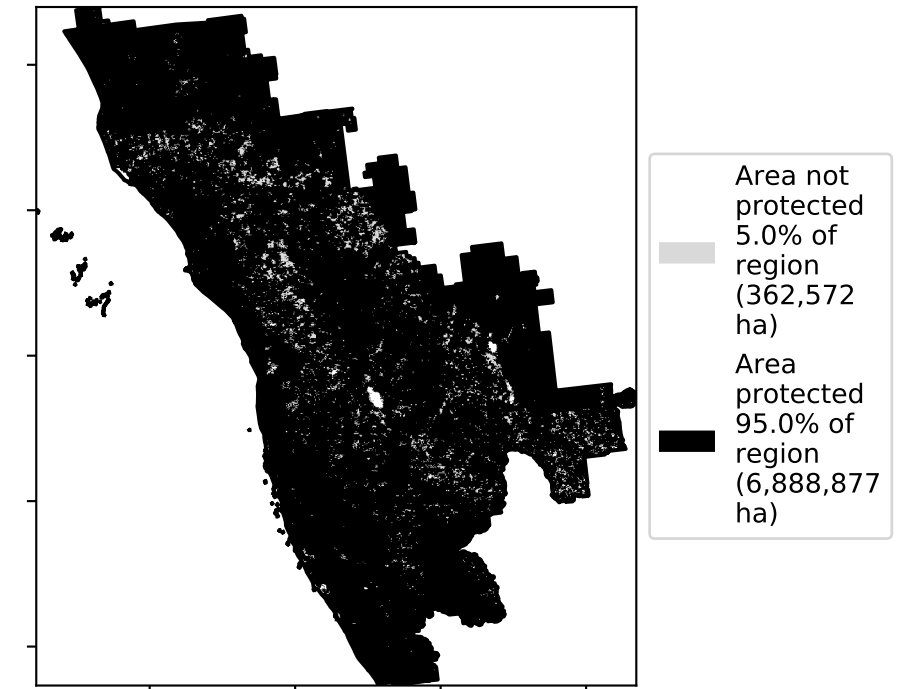 Area not
protected
5.0% of
region
(362,572
ha)
Area
protected
95.0% of
region
(6,888,877
ha)